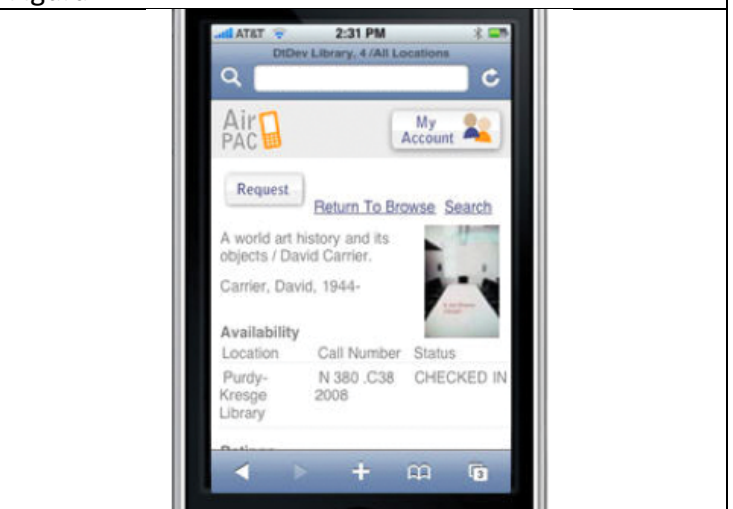 AT&T 2:31 PM
DtDev Library, 4 /All Locations
Air
PAC
My
Account
Request
Return To Browse Search
A world art history and its
objects / David Carrier.
Carrier, David, 1944-
Availability
Location Call Number Status
Purdy- N 380 .C38 CHECKED IN
Kresge 2008
Library
3